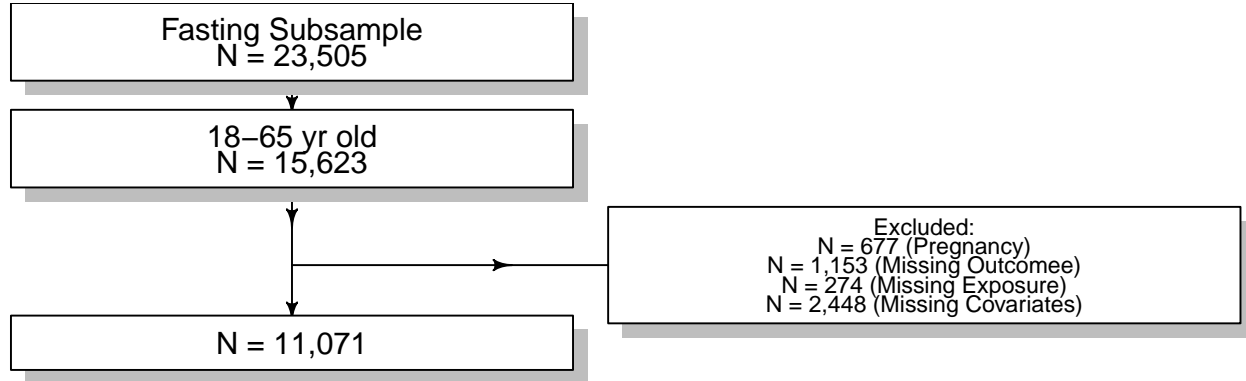 Fasting Subsample
N = 23,505
18−65 yr old
N = 15,623
Excluded:
N = 677 (Pregnancy)
N = 1,153 (Missing Outcomee)
N = 274 (Missing Exposure)
N = 2,448 (Missing Covariates)
N = 11,071